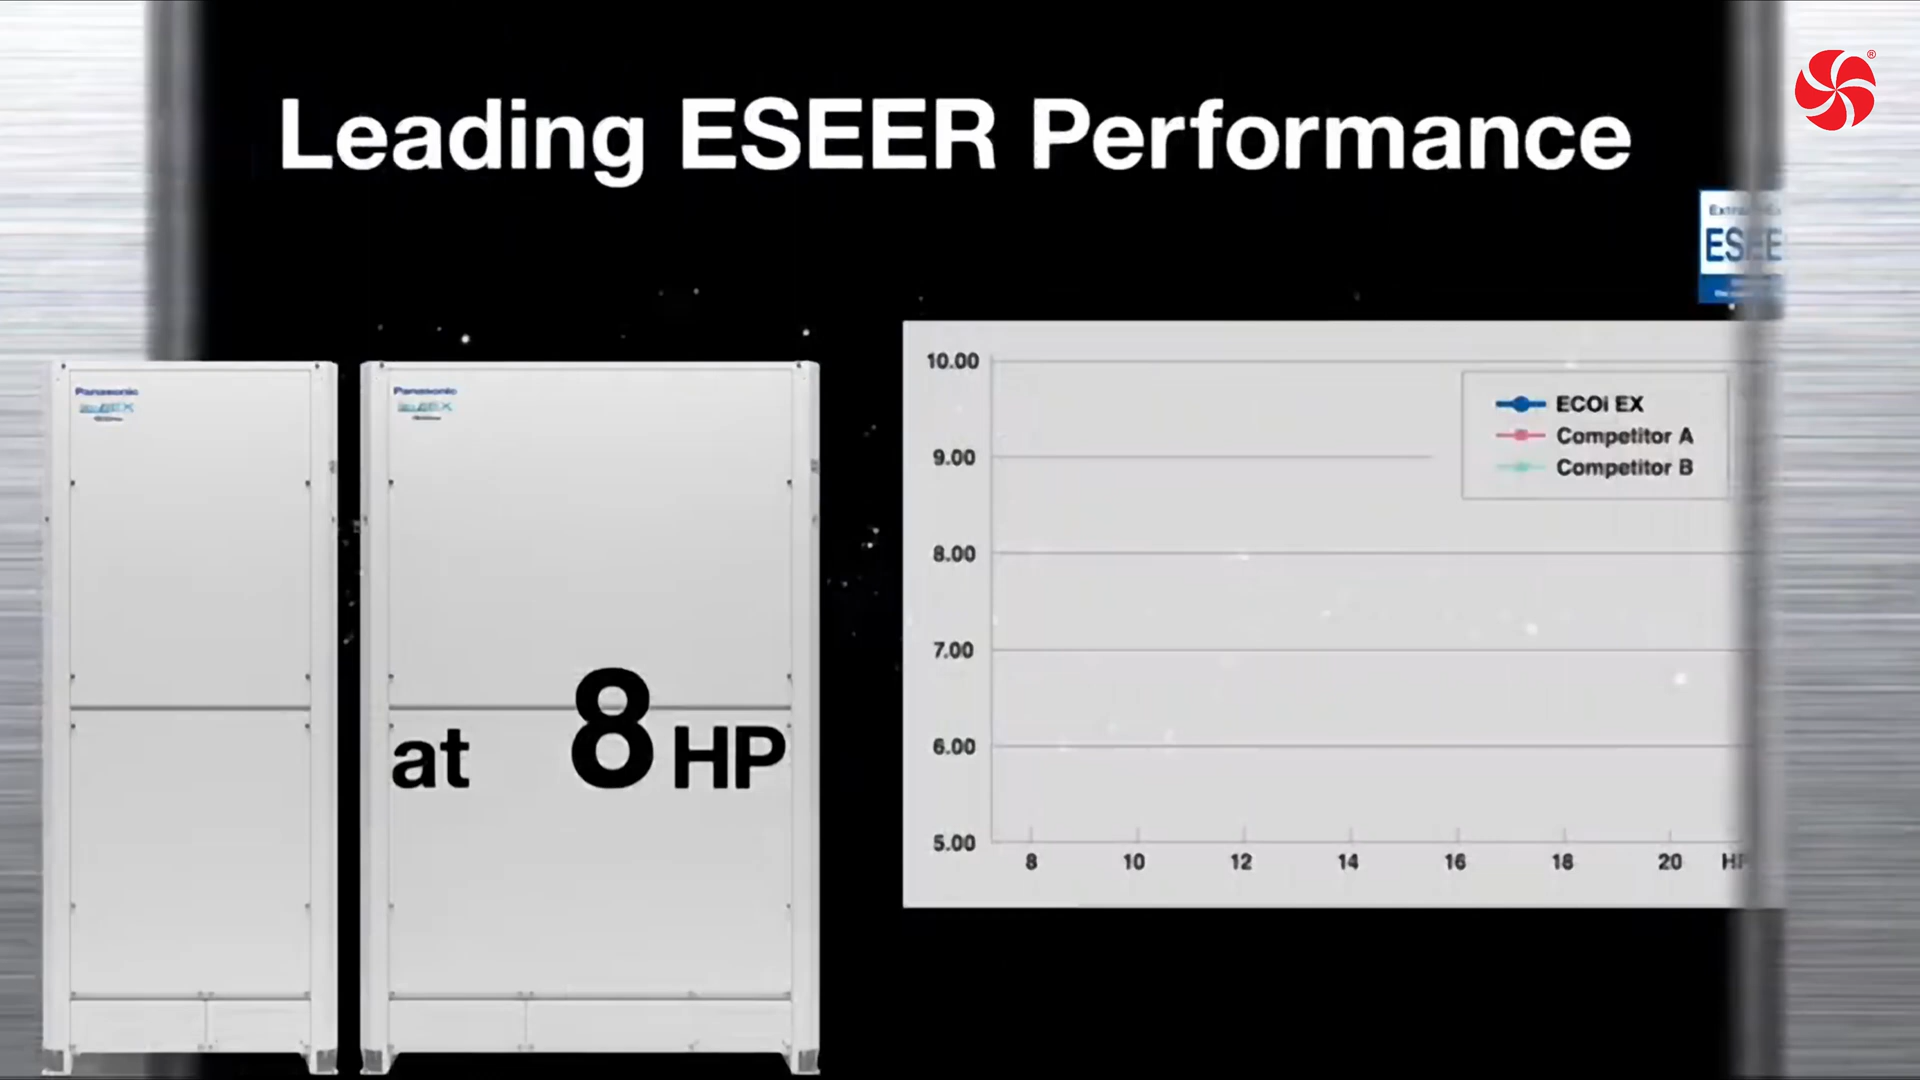 Leading ESEER Performance
®
Panasonic
Panasonic
at 8 HP
10.00
9.00
8.00
7.00
6.00
5.00
8 10 12 14 16 18 20
ECOi EX
Competitor A
Competitor B